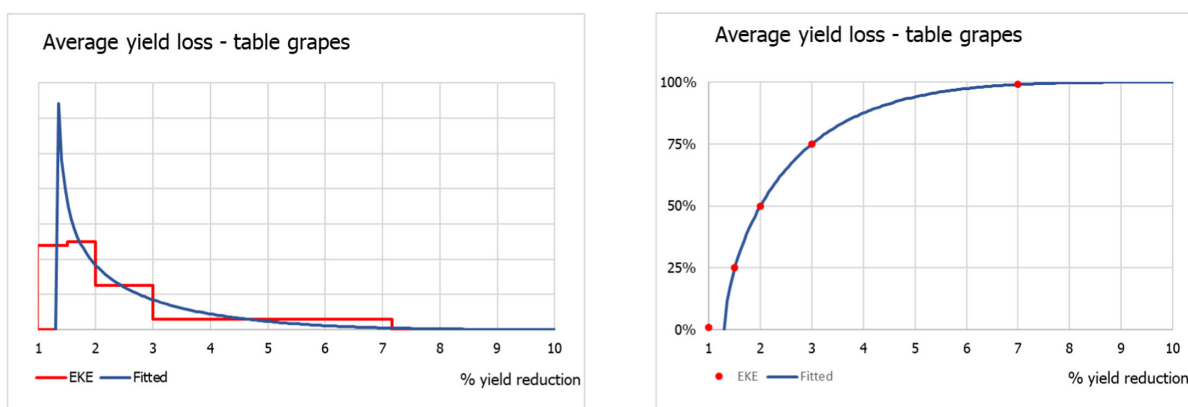 Average yield loss - table grapes
1 2 3 4 5 6 7 8 9 10
EKE Fitted
% yield reduction
Average yield loss - table grapes
100%
75%
50%
25%
0%
1 2 3 4 5 6 7 8 9 10
EKE Fitted
% yield reduction